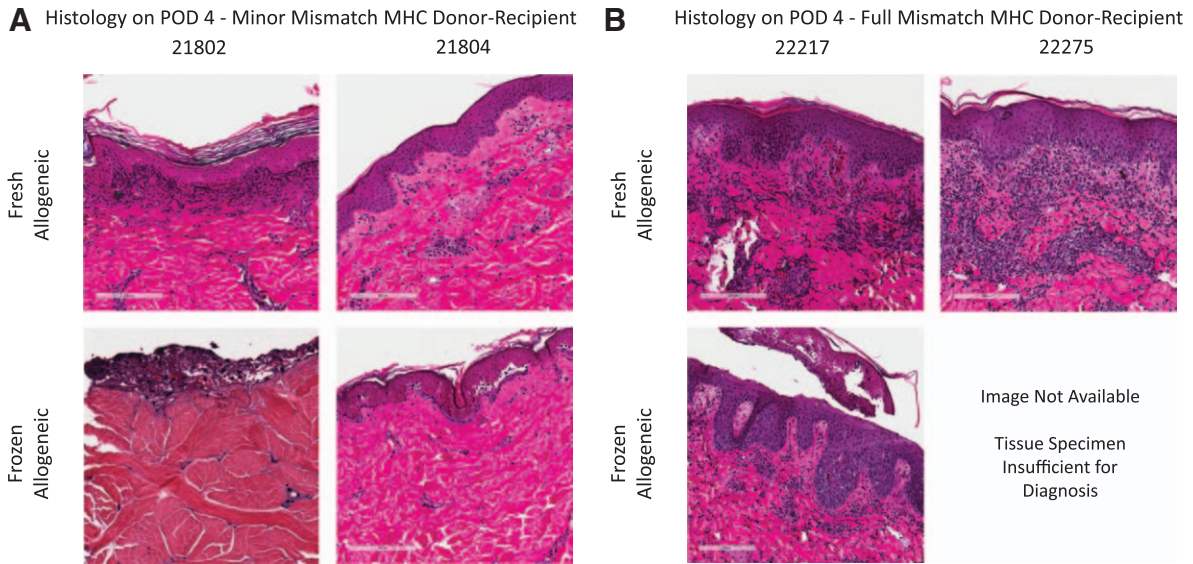 A Histology on POD 4 - Minor Mismatch MHC Donor-Recipient
21802 21804
Fresh
Allogeneic
Frozen
Allogeneic
B Histology on POD 4 - Full Mismatch MHC Donor-Recipient
22217 22275
Fresh
Allogeneic
Frozen
Allogeneic
Image Not Available
Tissue Specimen
Insufficient for
Diagnosis